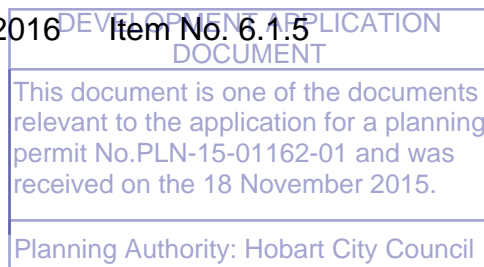 2016 Item No. 6.1.5
DEVELOPMENT APPLICATION
DOCUMENT
This document is one of the documents
relevant to the application for a planning
permit No.PLN-15-01162-01 and was
received on the 18 November 2015.
Planning Authority: Hobart City Council